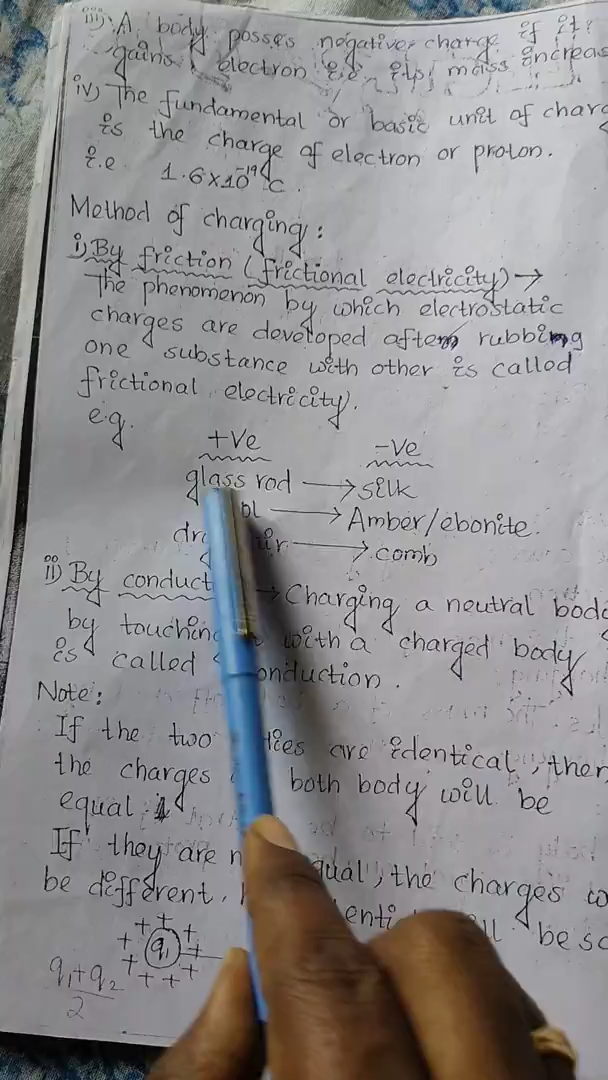 iii) A body posses negative charge if it
gains electron i.e. its mass increas
iv) The fundamental or basic unit of charg
is the charge of electron or proton.
i.e. 1.6×10⁻¹⁹C.
Method of charging:
i) By friction (frictional electricity) →
The phenomenon by which electrostatic
charges are developed after rubbing
one substance with other is called
frictional electricity).
e.g.
+ve -ve
glass rod → silk
→ Amber/ebonite.
→ comb
ii) By conduct → Charging a neutral body
by touching with a charged body
is called conduction.
Note:
If the two are identical, then
the charges both body will be
equal.
If they are equal, the charges
be different.
be
+ + + + + + + + + +
q₁
q₁+q₂
2